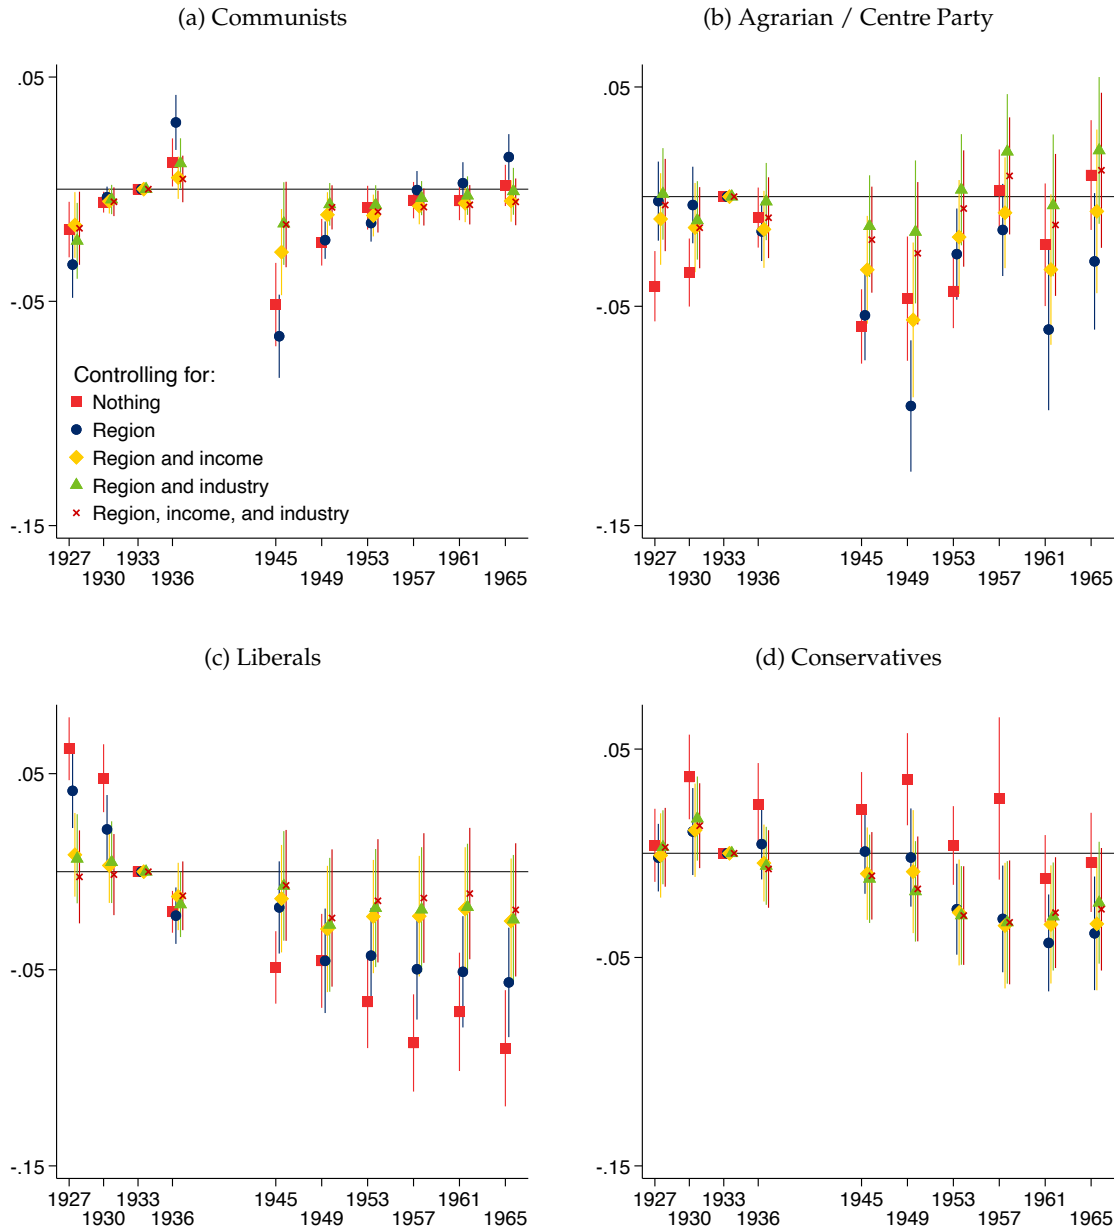 (a) Communists
.05
-.05
-.15
Controlling for:
Nothing
Region
Region and income
Region and industry
Region, income, and industry
1927 1933 1945 1953 1961
1930 1936 1949 1957 1965
(b) Agrarian / Centre Party
.05
-.05
-.15
1927 1933 1945 1953 1961
1930 1936 1949 1957 1965
(c) Liberals
.05
-.05
-.15
1927 1933 1945 1953 1961
1930 1936 1949 1957 1965
(d) Conservatives
.05
-.05
-.15
1927 1933 1945 1953 1961
1930 1936 1949 1957 1965